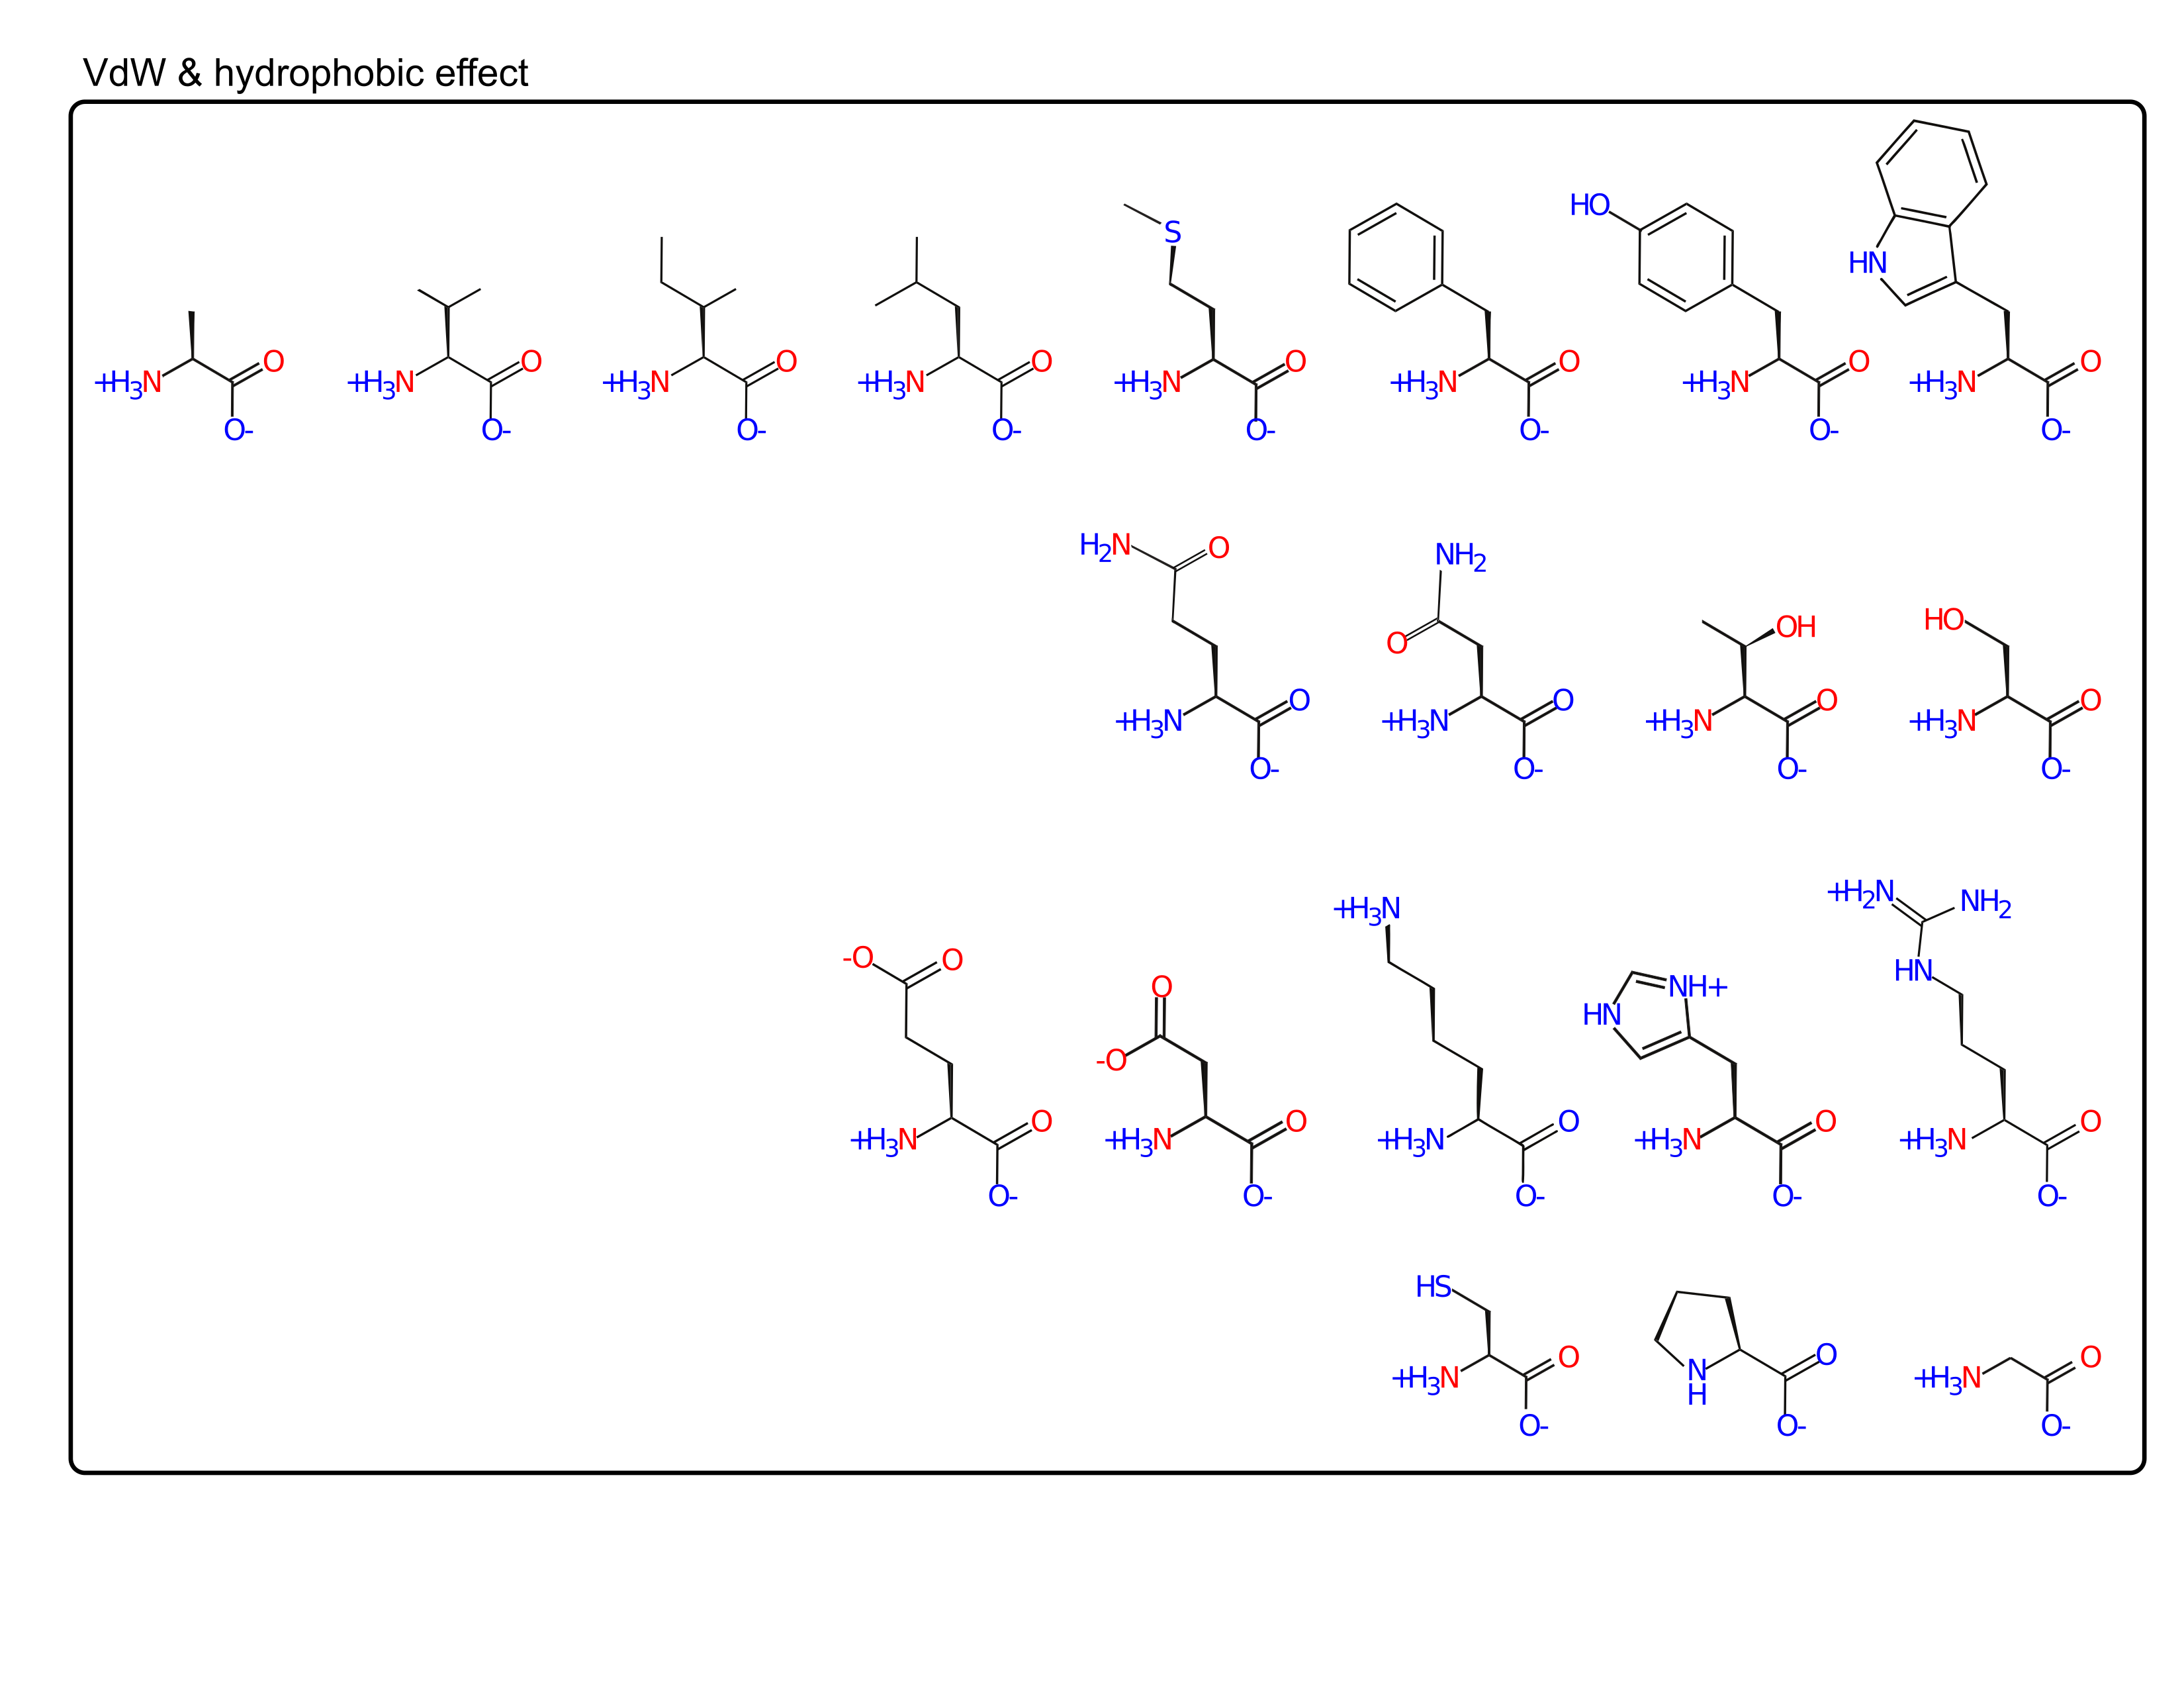 VdW & hydrophobic effect
HO
HN
S
+H3N O +H3N O +H3N O +H3N O +H3N O +H3N O +H3N O +H3N O
O- O- O- O- O- O- O- O-
H2N O NH2
O OH HO
+H3N O +H3N O +H3N O +H3N O
O- O- O- O-
+H2N NH2
+H3N
-O O O HN
HN NH+
-O
+H3N O +H3N O +H3N O +H3N O +H3N O
O- O- O- O- O-
HS
+H3N O N O +H3N O
H
O- O- O-